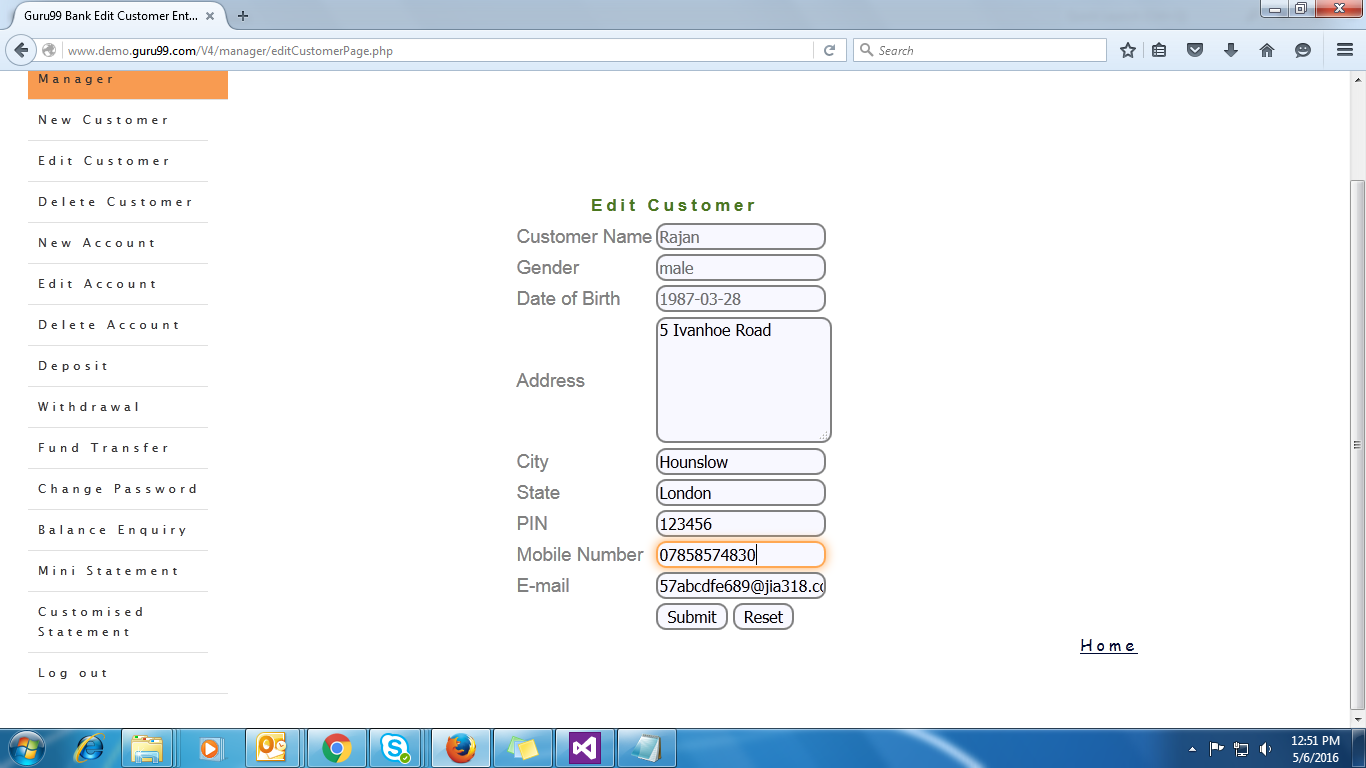 Guru99 Bank Edit Customer Ent...
www.demo.guru99.com/V4/manager/editCustomerPage.php
Search
Manager
New Customer
Edit Customer
Delete Customer
New Account
Edit Account
Delete Account
Deposit
Withdrawal
Fund Transfer
Change Password
Balance Enquiry
Mini Statement
Customised
Statement
Log out
Edit Customer
Customer Name Rajan
Gender male
Date of Birth 1987-03-28
Address 5 Ivanhoe Road
City Hounslow
State London
PIN 123456
Mobile Number 07858574830
E-mail 57abcdfe689@jia318.co
Submit Reset
Home
12:51 PM
5/6/2016